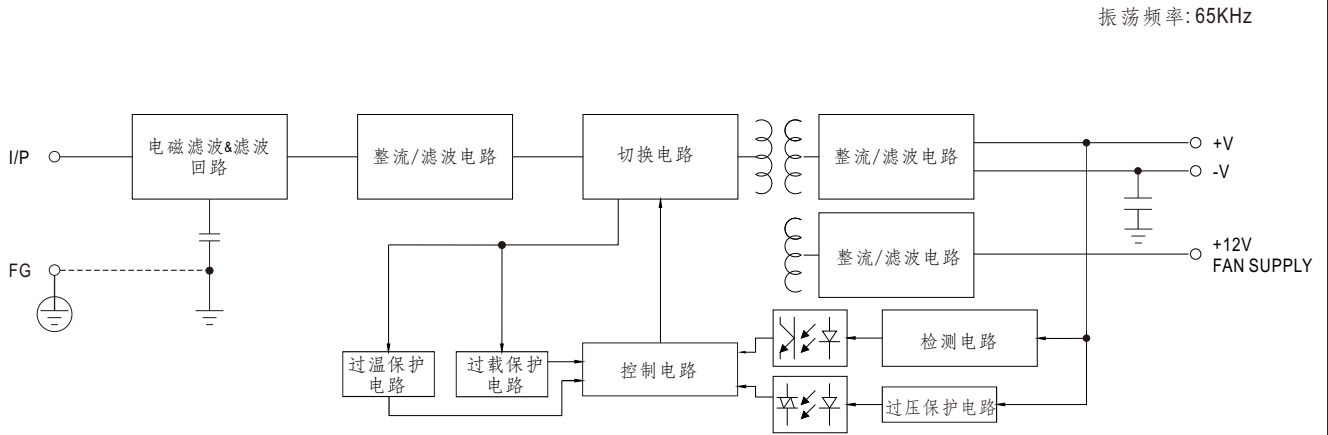 振荡频率: 65KHz
I/P
电磁滤波&滤波
回路
整流/滤波电路
切换电路
整流/滤波电路
+V
-V
FG
整流/滤波电路
+12V
FAN SUPPLY
过温保护
电路
过载保护
电路
控制电路
检测电路
过压保护电路